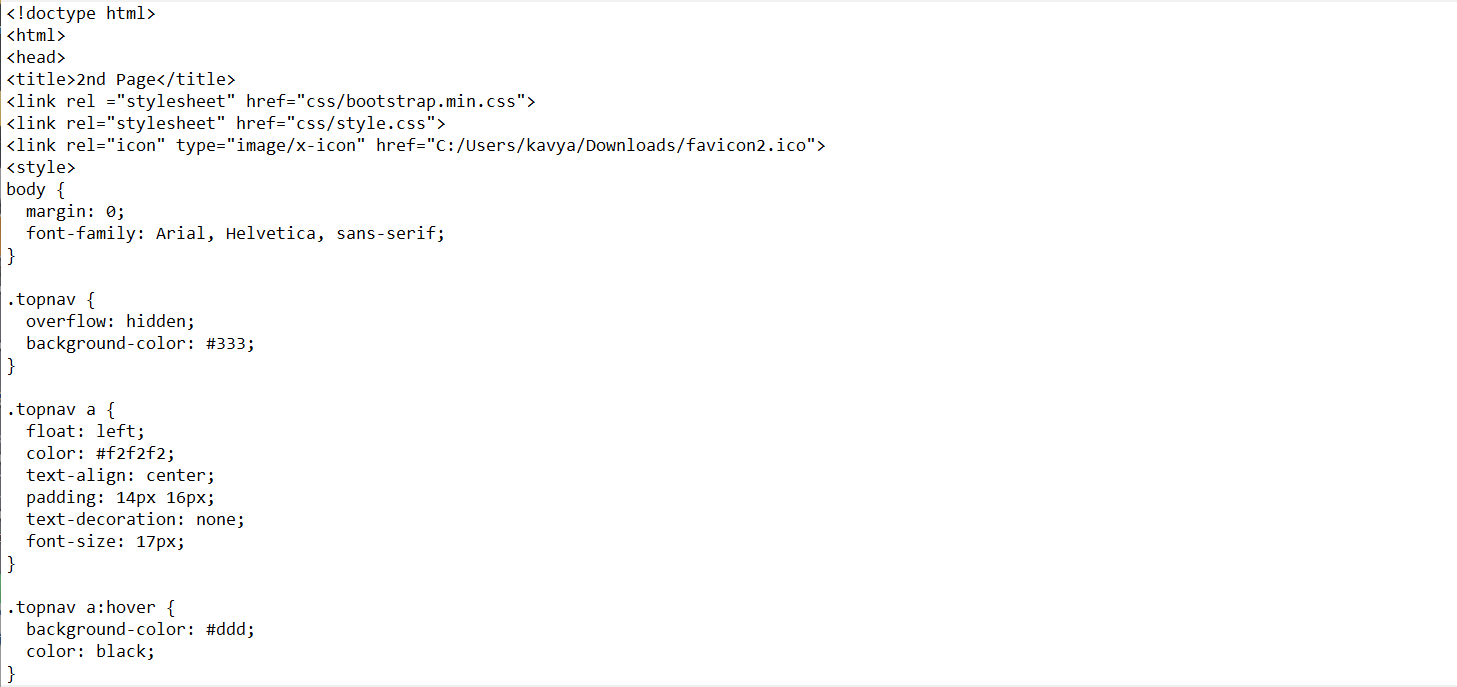 <!doctype html>
<html>
<head>
<title>2nd Page</title>
<link rel ="stylesheet" href="css/bootstrap.min.css">
<link rel="stylesheet" href="css/style.css">
<link rel="icon" type="image/x-icon" href="C:/Users/kavya/Downloads/favicon2.ico">
<style>
body {
  margin: 0;
  font-family: Arial, Helvetica, sans-serif;
}

.topnav {
  overflow: hidden;
  background-color: #333;
}

.topnav a {
  float: left;
  color: #f2f2f2;
  text-align: center;
  padding: 14px 16px;
  text-decoration: none;
  font-size: 17px;
}

.topnav a:hover {
  background-color: #ddd;
  color: black;
}